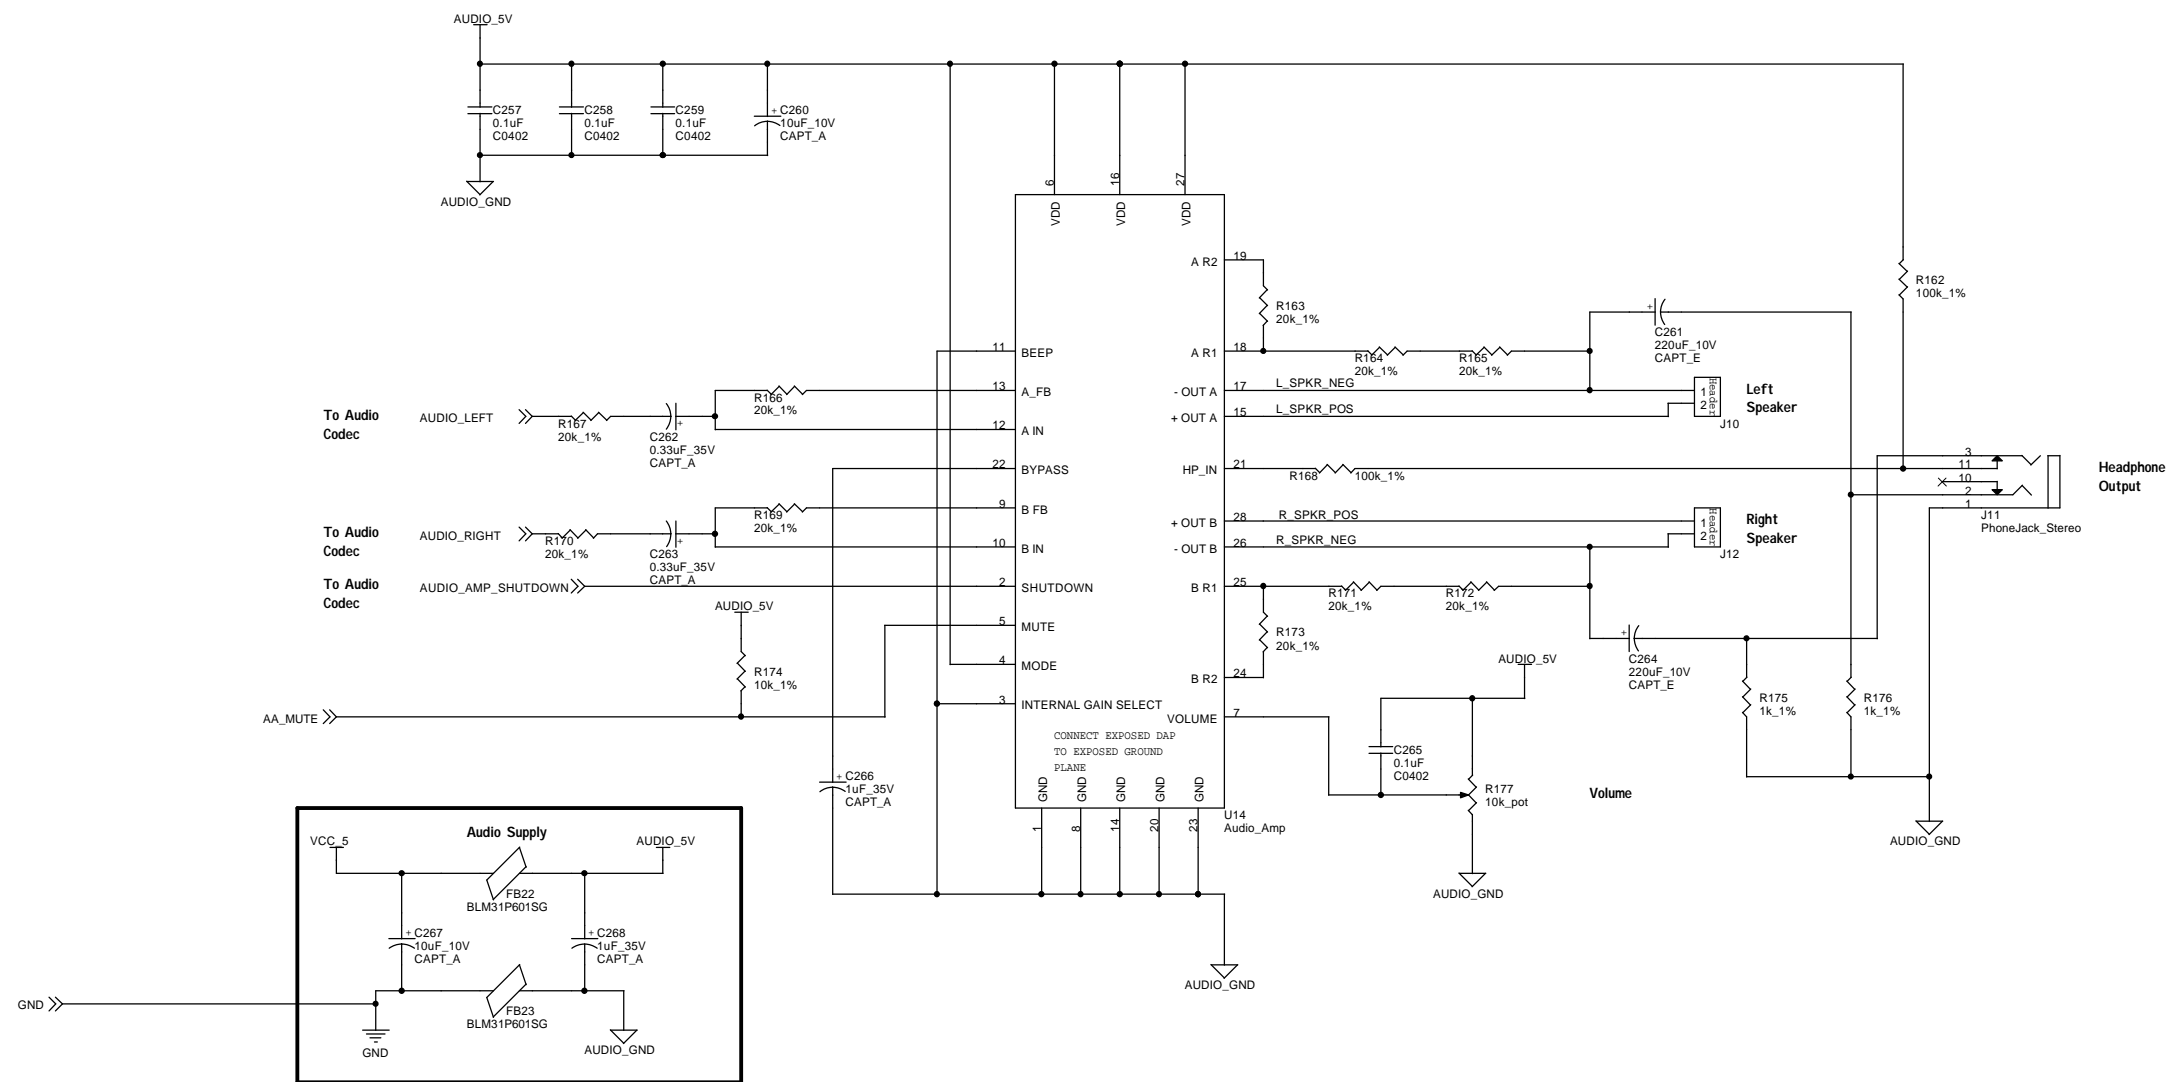 AUDIO_5V
C257
0.1uF
C0402
C258
0.1uF
C0402
C259
0.1uF
C0402
+
C260
10uF_10V
CAPT_A
AUDIO_GND
6
16
27
VDD
VDD
VDD
A R2
19
R163
20k_1%
R162
100k_1%
+
C261
220uF_10V
CAPT_E
11
BEEP
A R1
18
R164
20k_1%
R165
20k_1%
To Audio
Codec
AUDIO_LEFT
R167
20k_1%
+
C262
0.33uF_35V
CAPT_A
R166
20k_1%
13
A_FB
12
A IN
- OUT A
17
L_SPKR_NEG
+ OUT A
15
L_SPKR_POS
1
2
Header
J10
Left
Speaker
22
BYPASS
HP_IN
21
R168
100k_1%
3
11
10
2
1
J11
PhoneJack_Stereo
Headphone
Output
To Audio
Codec
AUDIO_RIGHT
R170
20k_1%
+
C263
0.33uF_35V
CAPT_A
R169
20k_1%
9
B FB
10
B IN
+ OUT B
28
R_SPKR_POS
- OUT B
26
R_SPKR_NEG
1
2
Header
J12
Right
Speaker
To Audio
Codec
AUDIO_AMP_SHUTDOWN
2
SHUTDOWN
B R1
25
R171
20k_1%
R172
20k_1%
AUDIO_5V
R174
10k_1%
5
MUTE
R173
20k_1%
+
C264
220uF_10V
CAPT_E
4
MODE
B R2
24
AUDIO_5V
R175
1k_1%
R176
1k_1%
AA_MUTE
3
INTERNAL GAIN SELECT
VOLUME
7
CONNECT EXPOSED DAP
TO EXPOSED GROUND
PLANE
C265
0.1uF
C0402
R177
10k_pot
Volume
+
C266
1uF_35V
CAPT_A
GND
GND
GND
GND
GND
1
8
14
20
23
U14
Audio_Amp
AUDIO_GND
AUDIO_GND
AUDIO_GND
Audio Supply
VCC_5
AUDIO_5V
FB22
BLM31P601SG
+
C267
10uF_10V
CAPT_A
+
C268
1uF_35V
CAPT_A
GND
FB23
BLM31P601SG
GND
AUDIO_GND